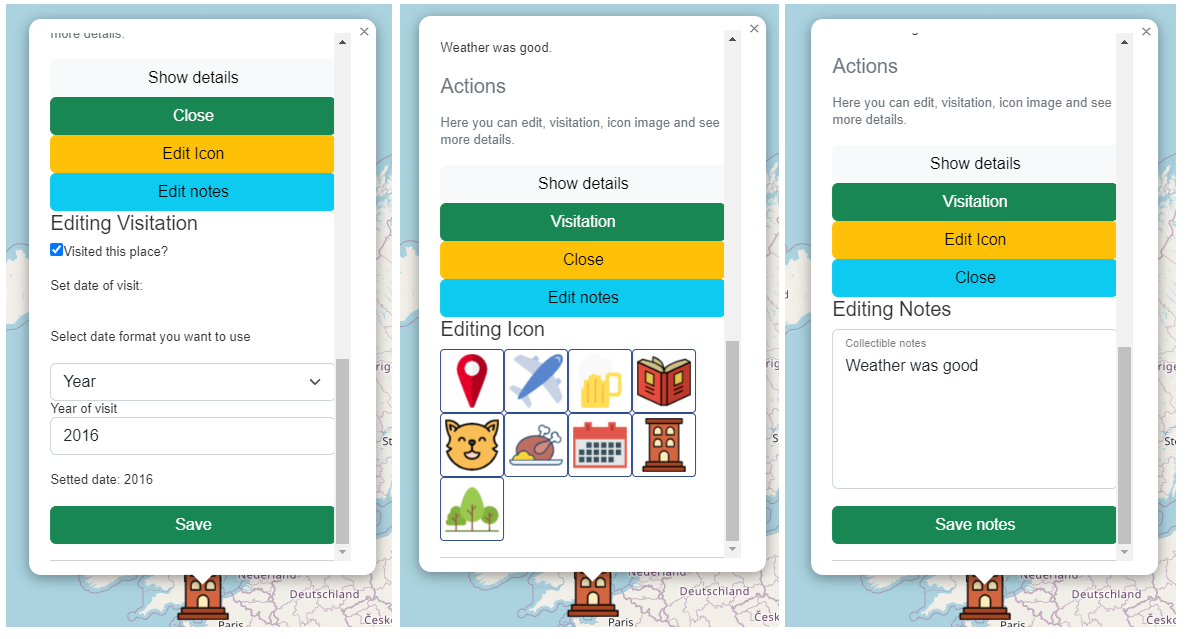 more details.
Show details
Close
Edit Icon
Edit notes
Editing Visitation
Visited this place?
Set date of visit:
Select date format you want to use
Year
Year of visit
2016
Setted date: 2016
Save
Nederland
Deutschland
Paris
Česko
×
Weather was good.
Actions
Here you can edit, visitation, icon image and see
more details.
Show details
Visitation
Close
Edit notes
Editing Icon
Nederland
Deutschland
Paris
Česk
×
Actions
Here you can edit, visitation, icon image and see
more details.
Show details
Visitation
Edit Icon
Close
Editing Notes
Collectible notes
Weather was good
Save notes
Nederland
Deutschland
Paris
Česko
×